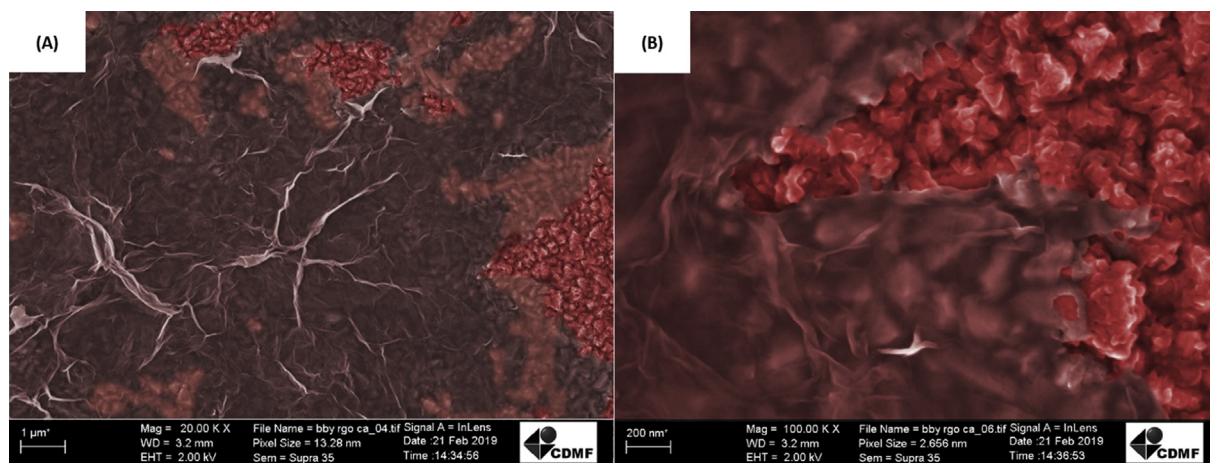 (A)
1 µm*
Mag = 20.00 K X
WD = 3.2 mm
EHT = 2.00 kV
File Name = bby rgo ca_04.tif
Pixel Size = 13.28 nm
Sem = Supra 35
Signal A = InLens
Date :21 Feb 2019
Time :14:34:56
CDMF
(B)
200 nm*
Mag = 100.00 K X
WD = 3.2 mm
EHT = 2.00 kV
File Name = bby rgo ca_06.tif
Pixel Size = 2.656 nm
Sem = Supra 35
Signal A = InLens
Date :21 Feb 2019
Time :14:36:53
CDMF